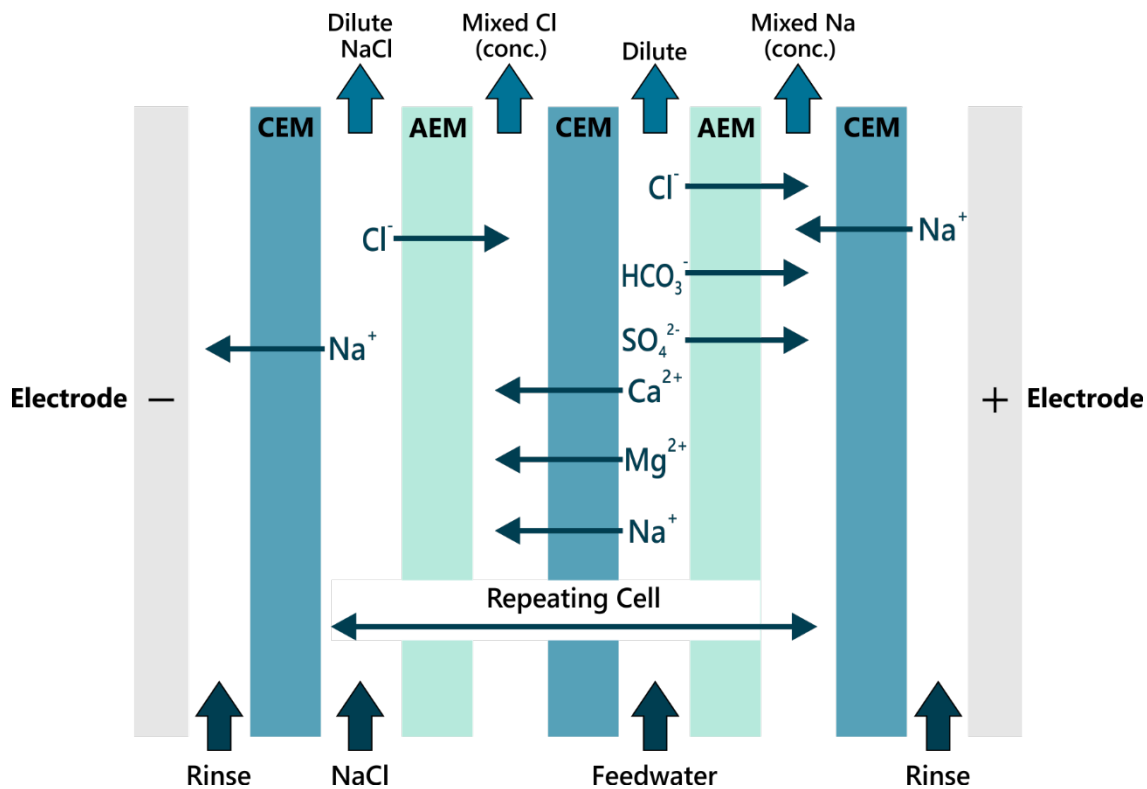 Dilute
NaCl
Mixed Cl
(conc.)
Dilute
Mixed Na
(conc.)
CEM
AEM
CEM
AEM
CEM
Cl⁻
Na⁺
Cl⁻
HCO₃⁻
SO₄²⁻
Na⁺
Ca²⁺
Electrode −
+ Electrode
Mg²⁺
Na⁺
Repeating Cell
Rinse
NaCl
Feedwater
Rinse